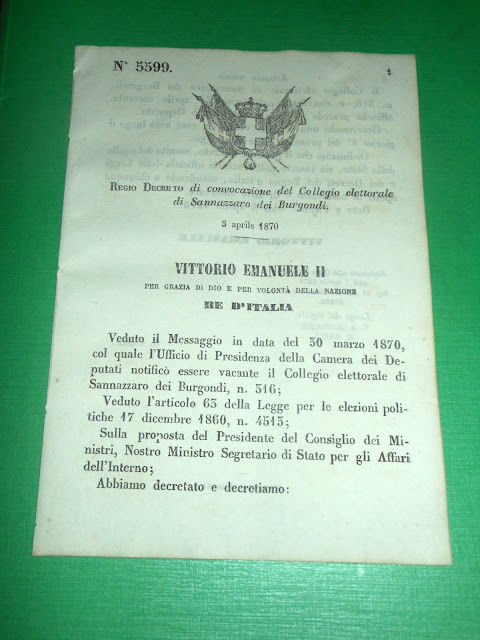 N° 5599.
1
REGIO DECRETO di convocazione del Collegio elettorale
di Sannazzaro dei Burgondi.
3 aprile 1870
VITTORIO EMANUELE II
PER GRAZIA DI DIO E PER VOLONTÀ DELLA NAZIONE
RE D'ITALIA
Veduto il Messaggio in data del 30 marzo 1870,
col quale l'Ufficio di Presidenza della Camera dei De-
putati notificò essere vacante il Collegio elettorale di
Sannazzaro dei Burgondi, n. 316;
Veduto l'articolo 63 della Legge per le elezioni poli-
tiche 17 dicembre 1860, n. 4513;
Sulla proposta del Presidente del Consiglio dei Mi-
nistri, Nostro Ministro Segretario di Stato per gli Affari
dell'Interno;
Abbiamo decretato e decretiamo: